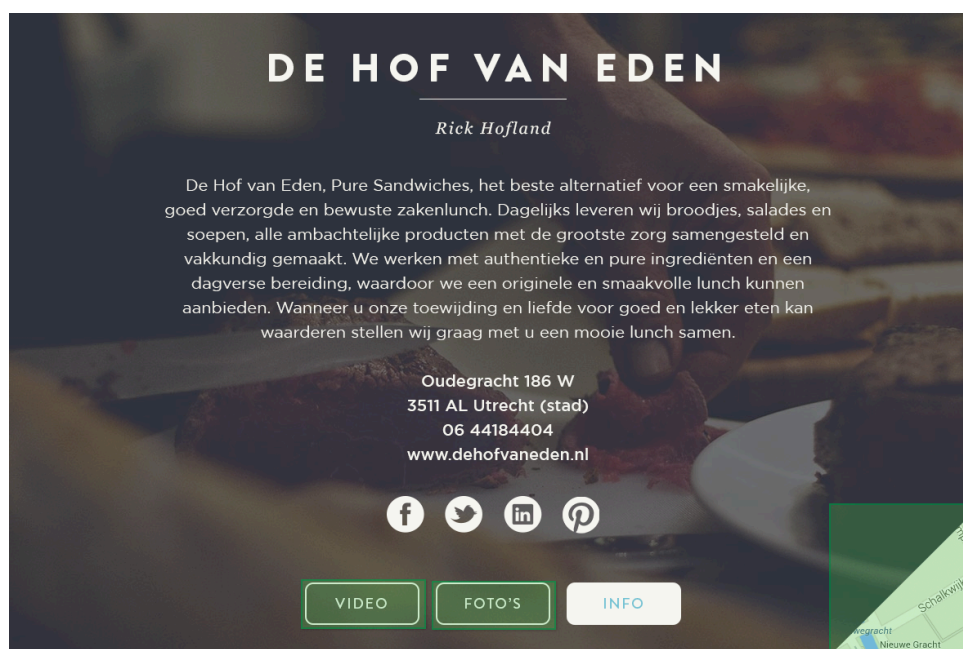 DE HOF VAN EDEN
Rick Hofland
De Hof van Eden, Pure Sandwiches, het beste alternatief voor een smakelijke,
goed verzorgde en bewuste zakenlunch. Dagelijks leveren wij broodjes, salades en
soepen, alle ambachtelijke producten met de grootste zorg samengesteld en
vakkundig gemaakt. We werken met authentieke en pure ingrediënten en een
dagverse bereiding, waardoor we een originele en smaakvolle lunch kunnen
aanbieden. Wanneer u onze toewijding en liefde voor goed en lekker eten kan
waarderen stellen wij graag met u een mooie lunch samen.
Oudegracht 186 W
3511 AL Utrecht (stad)
06 44184404
www.dehofvaneden.nl
VIDEO
FOTO'S
INFO
Schalkwij
wegracht
Nieuwe Gracht